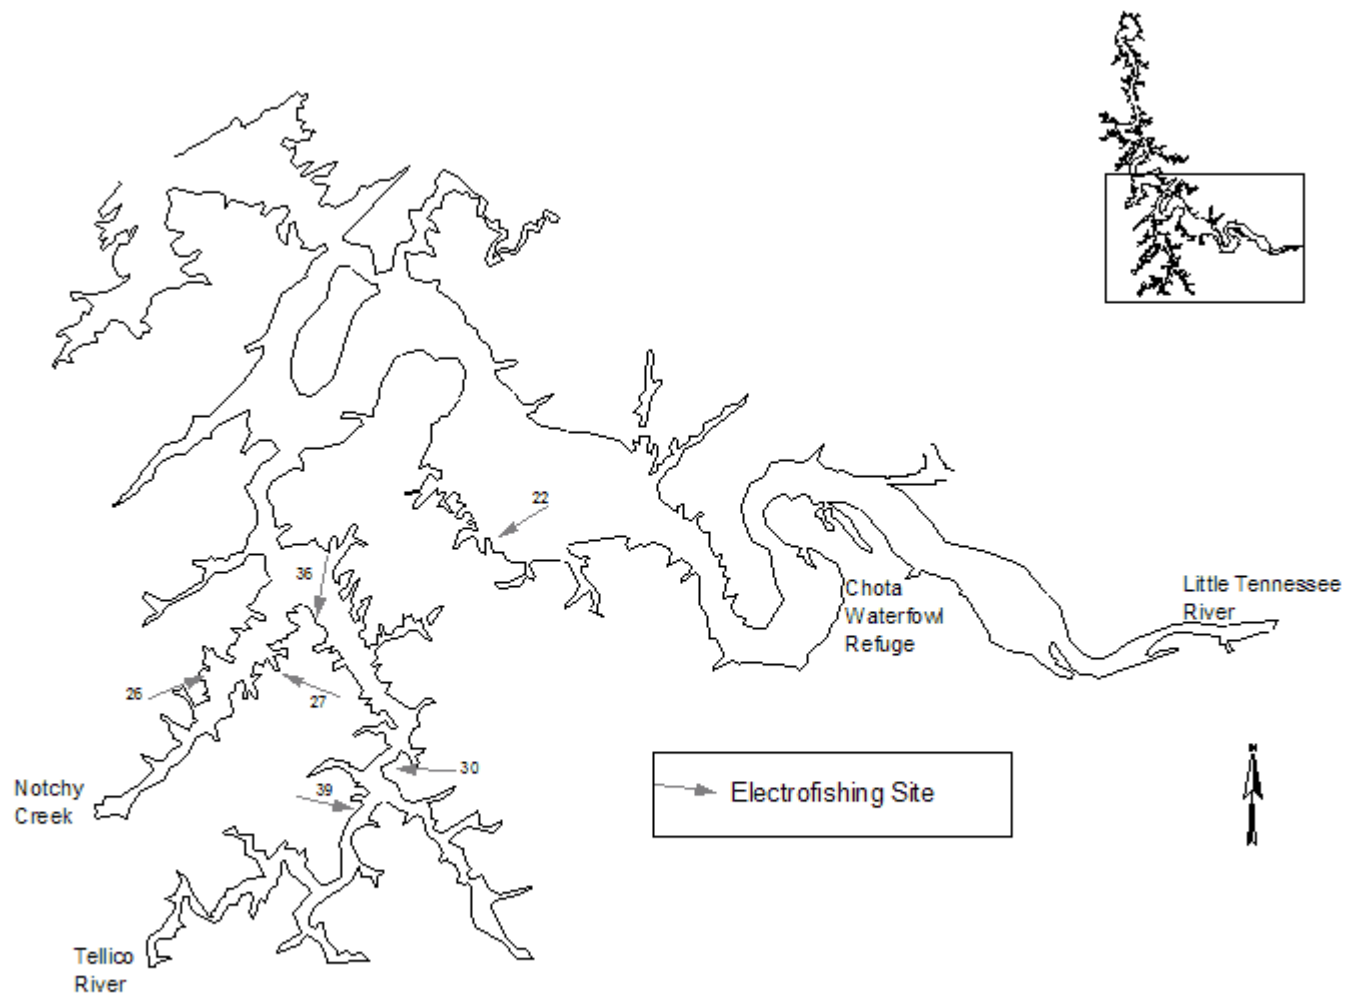 22
36
Chota
Waterfowl
Refuge
Little Tennessee
River
26
27
30
39
Notchy
Creek
Electrofishing Site
N
Tellico
River